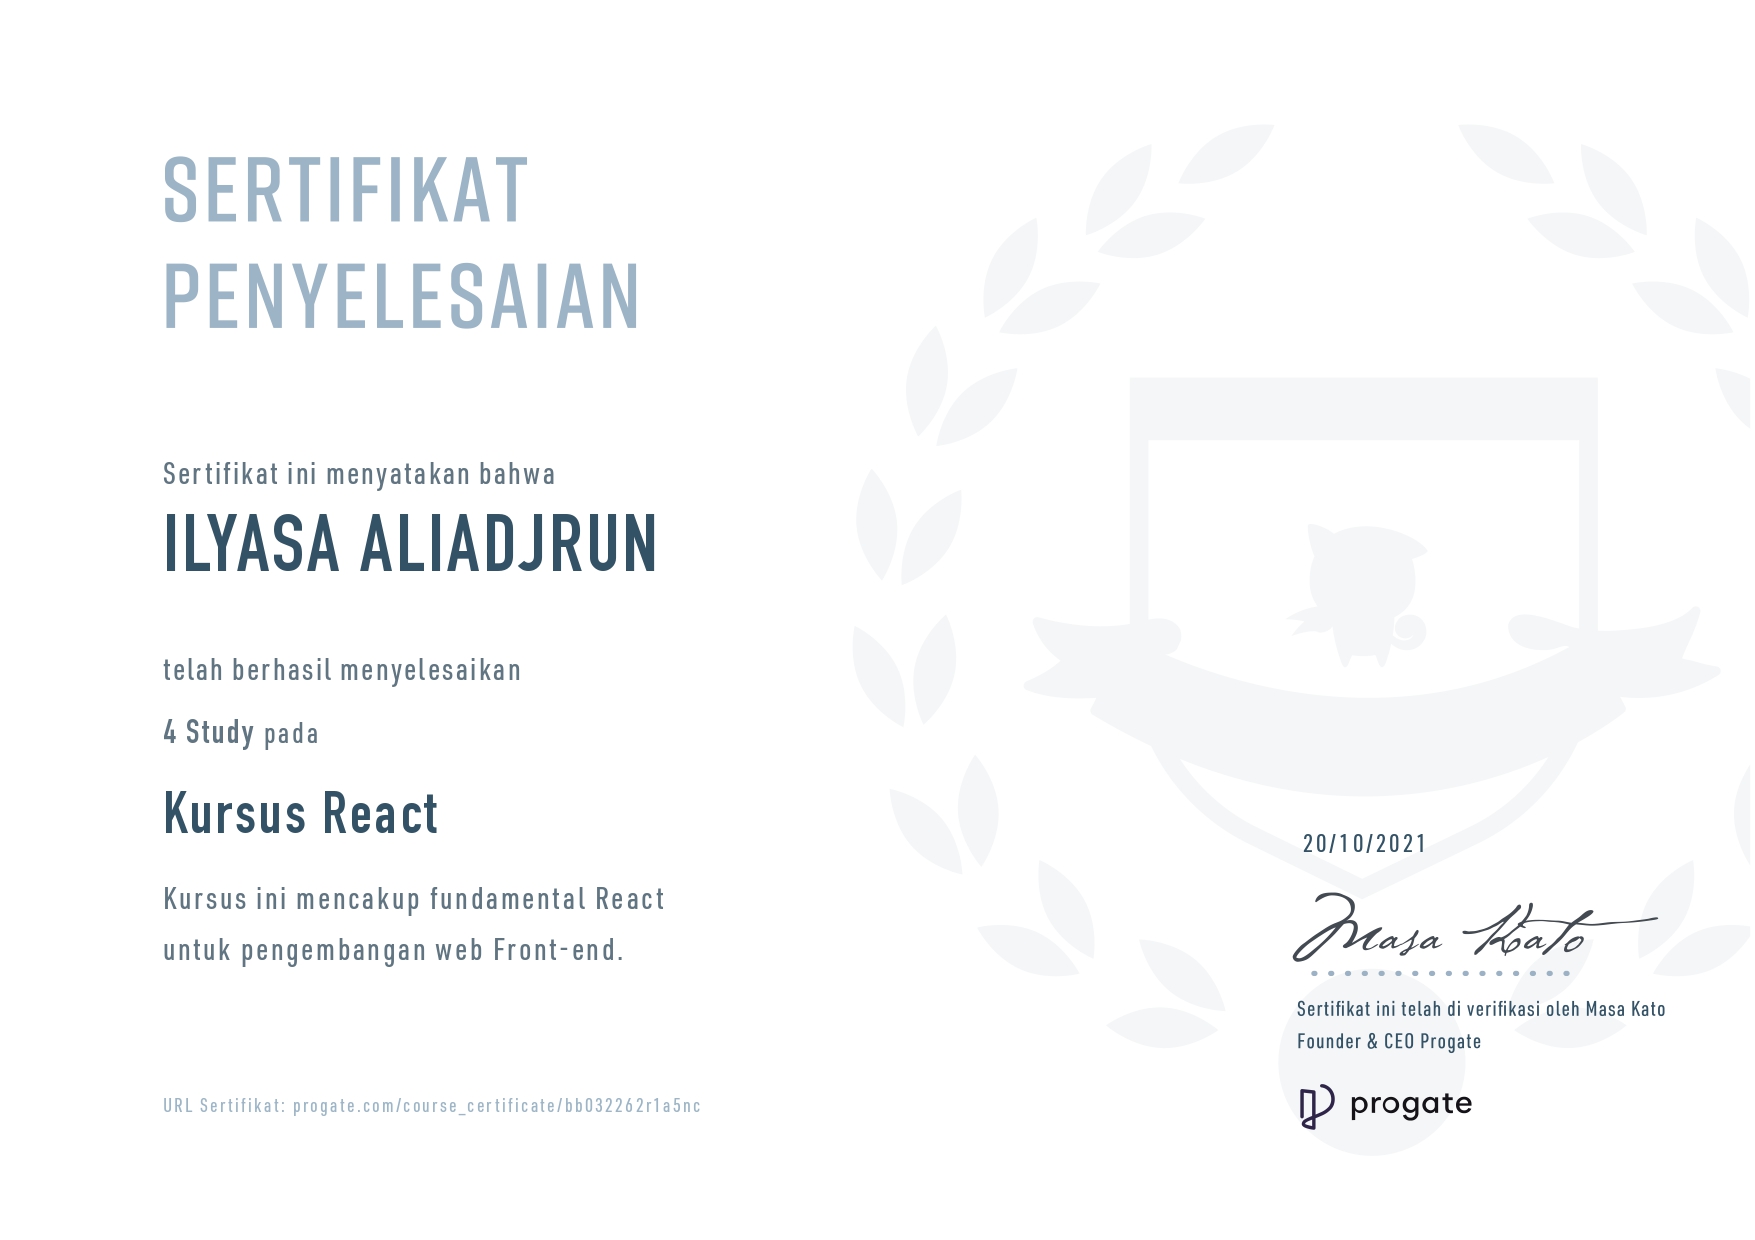 SERTIFIKAT
PENYELESAIAN
Sertifikat ini menyatakan bahwa
ILYASA ALIADJRUN
telah berhasil menyelesaikan
4 Study pada
Kursus React
Kursus ini mencakup fundamental React
untuk pengembangan web Front-end.
URL Sertifikat: progate.com/course_certificate/bb032262r1a5nc
20/10/2021
Masa Kato
Sertifikat ini telah di verifikasi oleh Masa Kato
Founder & CEO Progate
progate